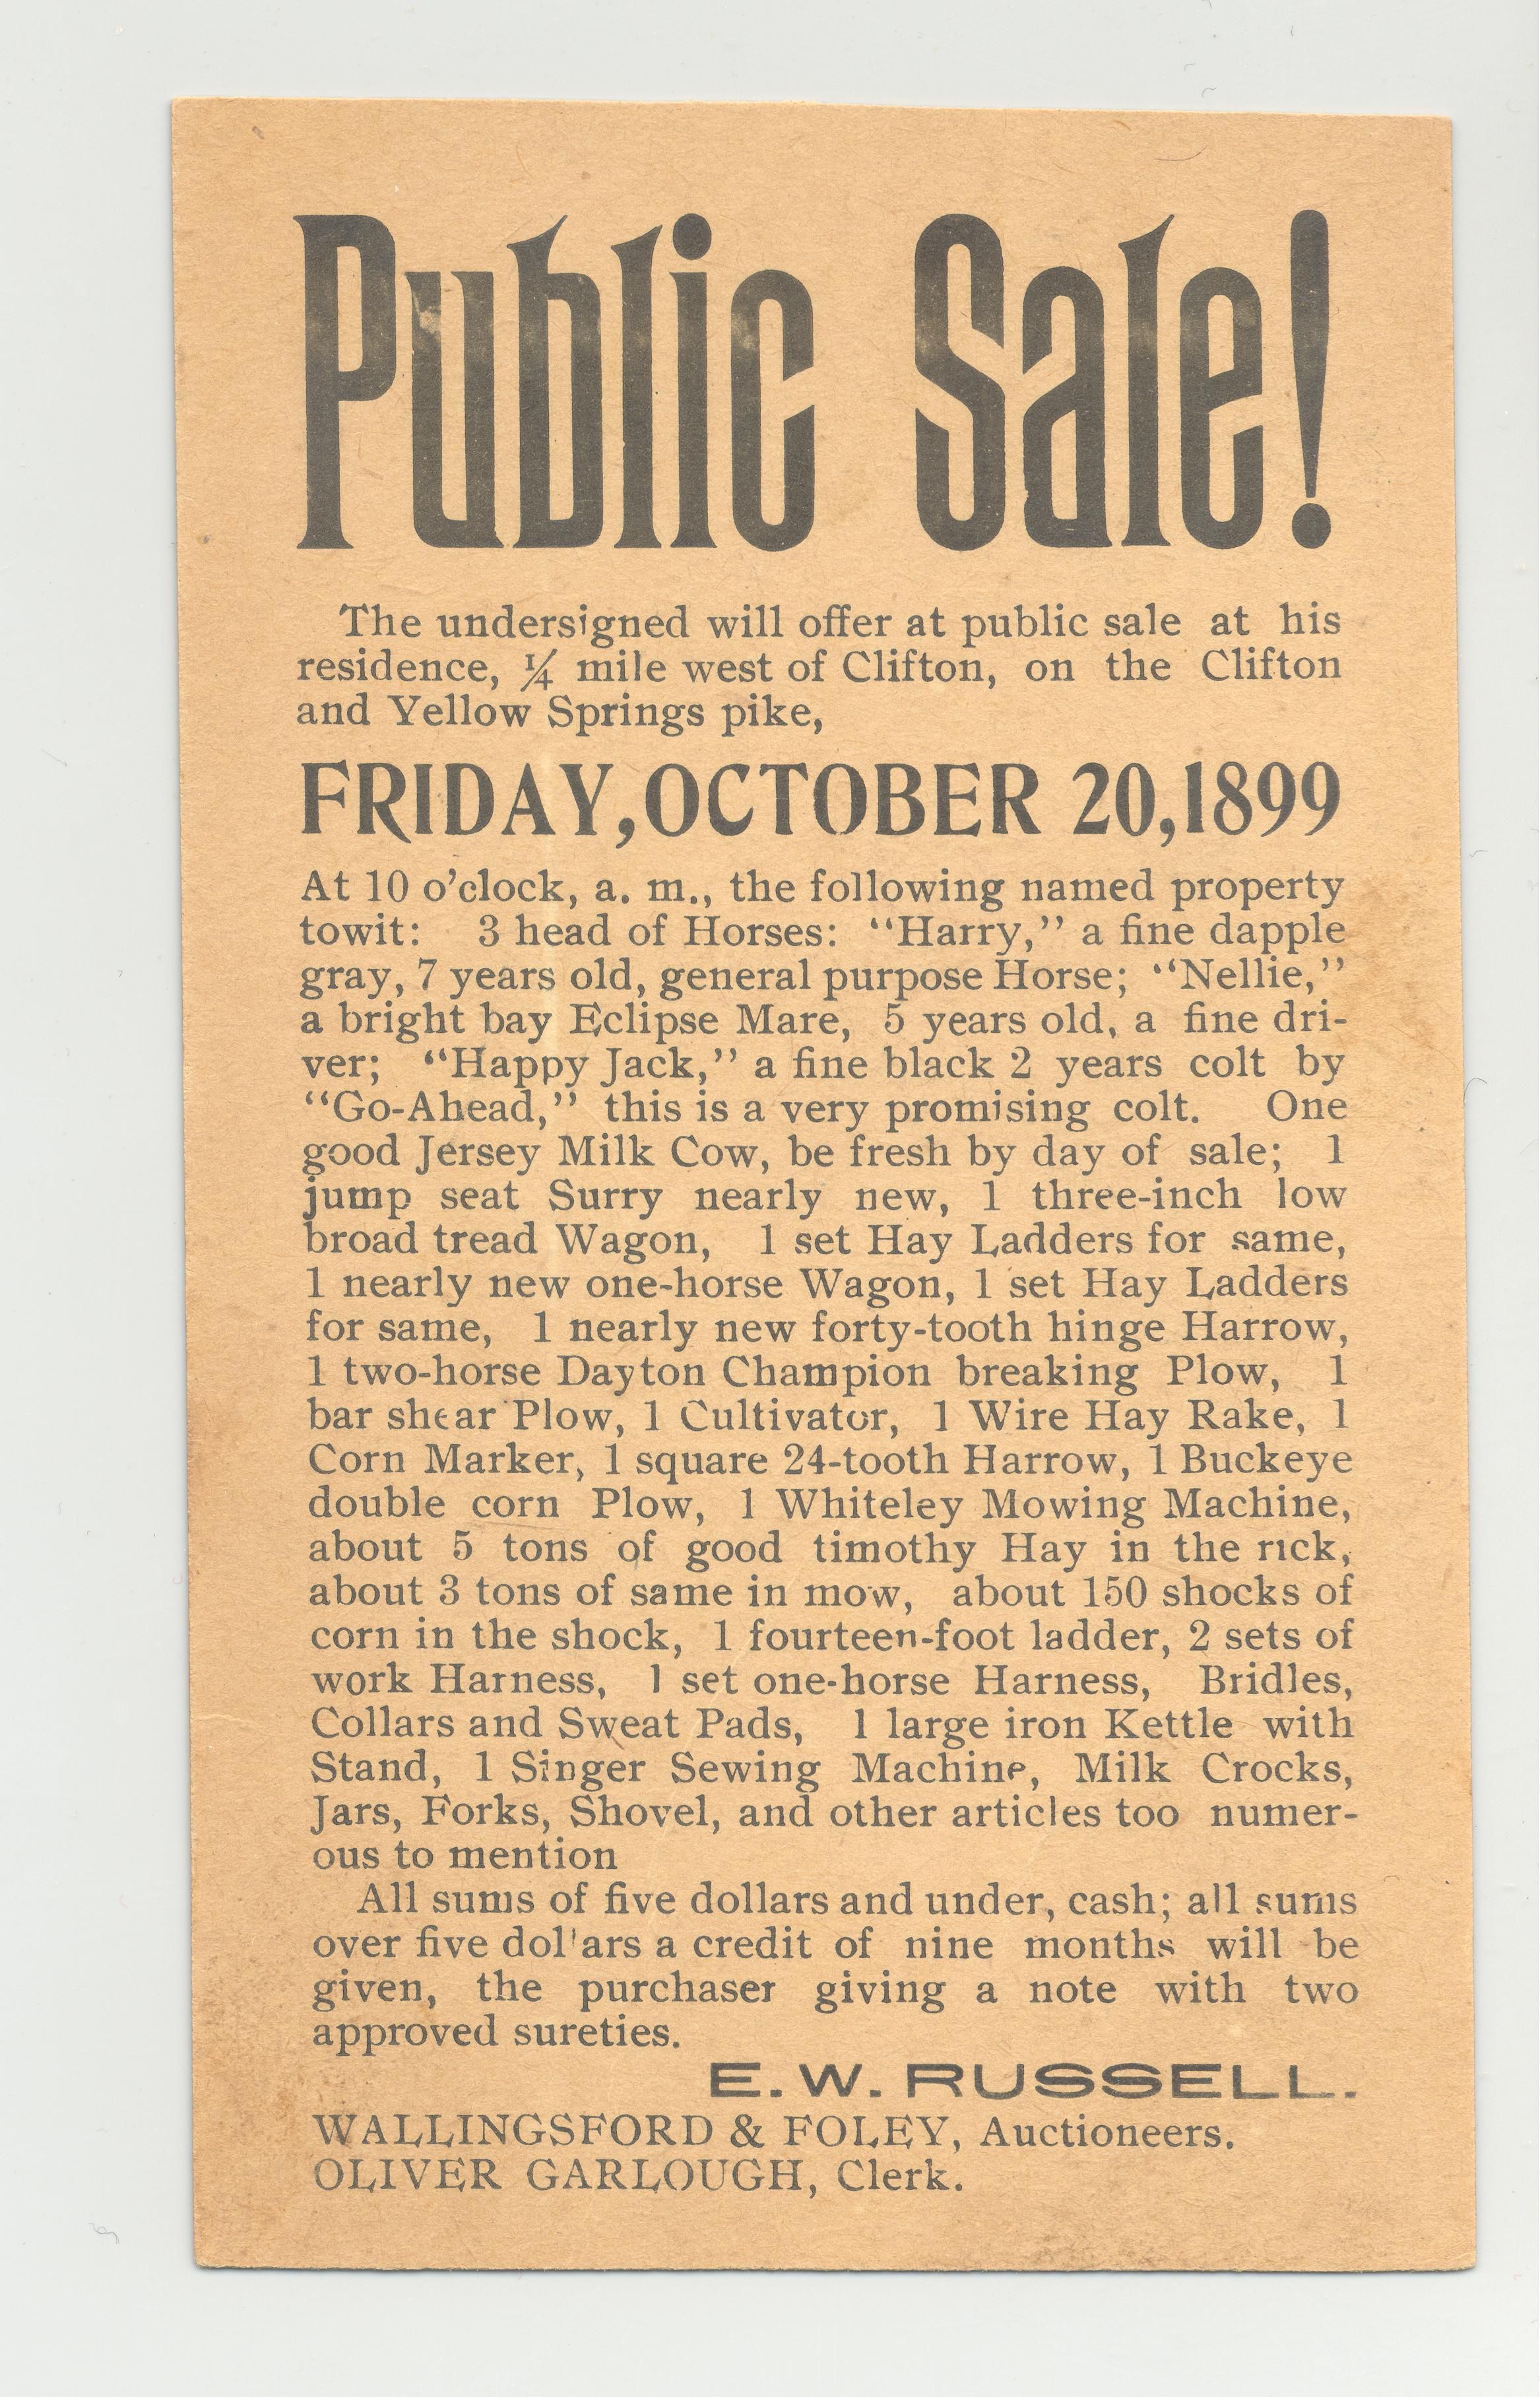 Public Sale!
The undersigned will offer at public sale at his
residence, ¼ mile west of Clifton, on the Clifton
and Yellow Springs pike,
FRIDAY, OCTOBER 20, 1899
At 10 o'clock, a. m., the following named property
towit: 3 head of Horses: "Harry," a fine dapple
gray, 7 years old, general purpose Horse; "Nellie,"
a bright bay Eclipse Mare, 5 years old, a fine dri-
ver; "Happy Jack," a fine black 2 years colt by
"Go-Ahead," this is a very promising colt. One
good Jersey Milk Cow, be fresh by day of sale; 1
jump seat Surry nearly new, 1 three-inch low
broad tread Wagon, 1 set Hay Ladders for same,
1 nearly new one-horse Wagon, 1 set Hay Ladders
for same, 1 nearly new forty-tooth hinge Harrow,
1 two-horse Dayton Champion breaking Plow, 1
bar shear Plow, 1 Cultivator, 1 Wire Hay Rake, 1
Corn Marker, 1 square 24-tooth Harrow, 1 Buckeye
double corn Plow, 1 Whiteley Mowing Machine,
about 5 tons of good timothy Hay in the rick,
about 3 tons of same in mow, about 150 shocks of
corn in the shock, 1 fourteen-foot ladder, 2 sets of
work Harness, 1 set one-horse Harness, Bridles,
Collars and Sweat Pads, 1 large iron Kettle with
Stand, 1 Singer Sewing Machine, Milk Crocks,
Jars, Forks, Shovel, and other articles too numer-
ous to mention
All sums of five dollars and under, cash; all sums
over five dollars a credit of nine months will be
given, the purchaser giving a note with two
approved sureties.
E. W. RUSSELL.
WALLINGSFORD & FOLEY, Auctioneers.
OLIVER GARLOUGH, Clerk.